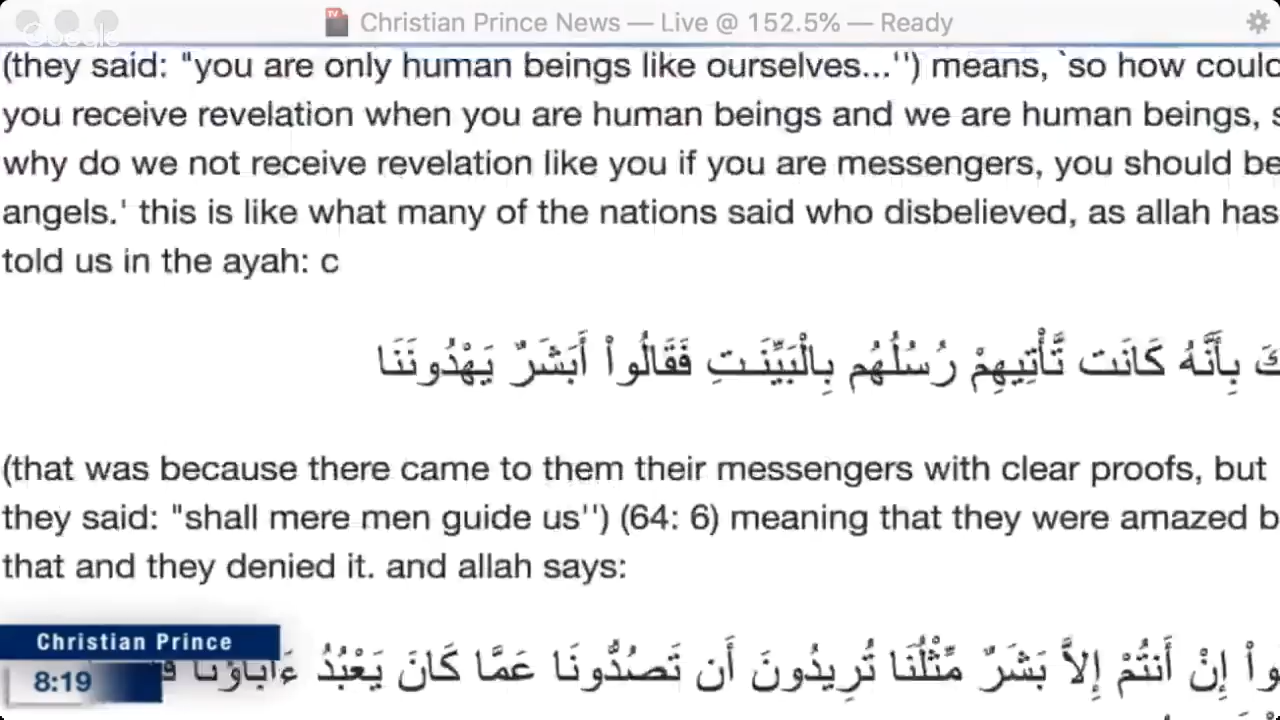 Google
Christian Prince News — Live @ 152.5% — Ready
(they said: "you are only human beings like ourselves...'') means, `so how could
you receive revelation when you are human beings and we are human beings, s
why do we not receive revelation like you if you are messengers, you should be
angels.' this is like what many of the nations said who disbelieved, as allah has
told us in the ayah: c
كَ بِأَنَّهُ كَانَت تَّأْتِيهِمْ رُسُلُهُم بِالْبَيِّنَـتِ فَقَالُواْ أَبَشَرٌ يَهْدُونَنَا
(that was because there came to them their messengers with clear proofs, but
they said: "shall mere men guide us'') (64: 6) meaning that they were amazed b
that and they denied it. and allah says:
واْ إِنْ أَنتُمْ إِلاَّ بَشَرٌ مِّثْلُنَا تُرِيدُونَ أَن تَصُدُّونَا عَمَّا كَانَ يَعْبُدُ ءَابَآؤُنَا
Christian Prince
8:19